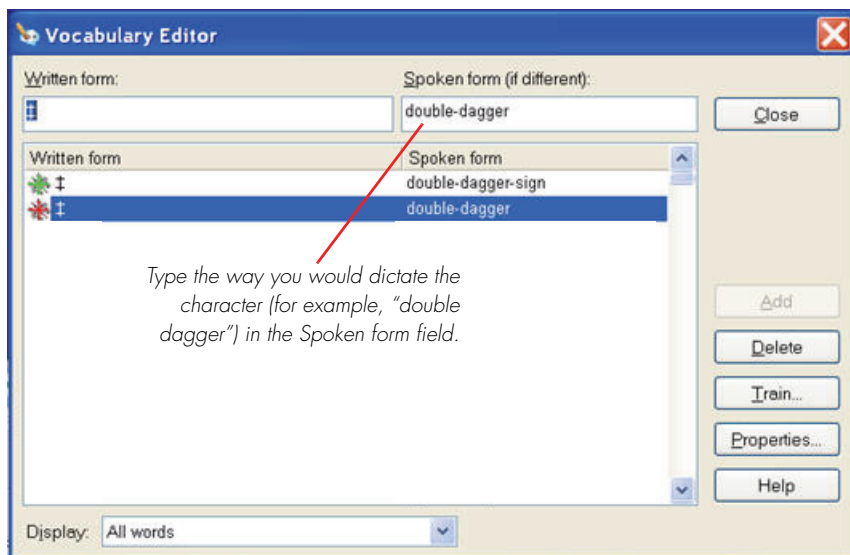 Vocabulary Editor
Written form: Spoken form (if different):
‡ double-dagger Close
Written form Spoken form
‡ double-dagger-sign
‡ double-dagger
Type the way you would dictate the
character (for example, “double
dagger”) in the Spoken form field.
Add
Delete
Train...
Properties...
Help
Display: All words